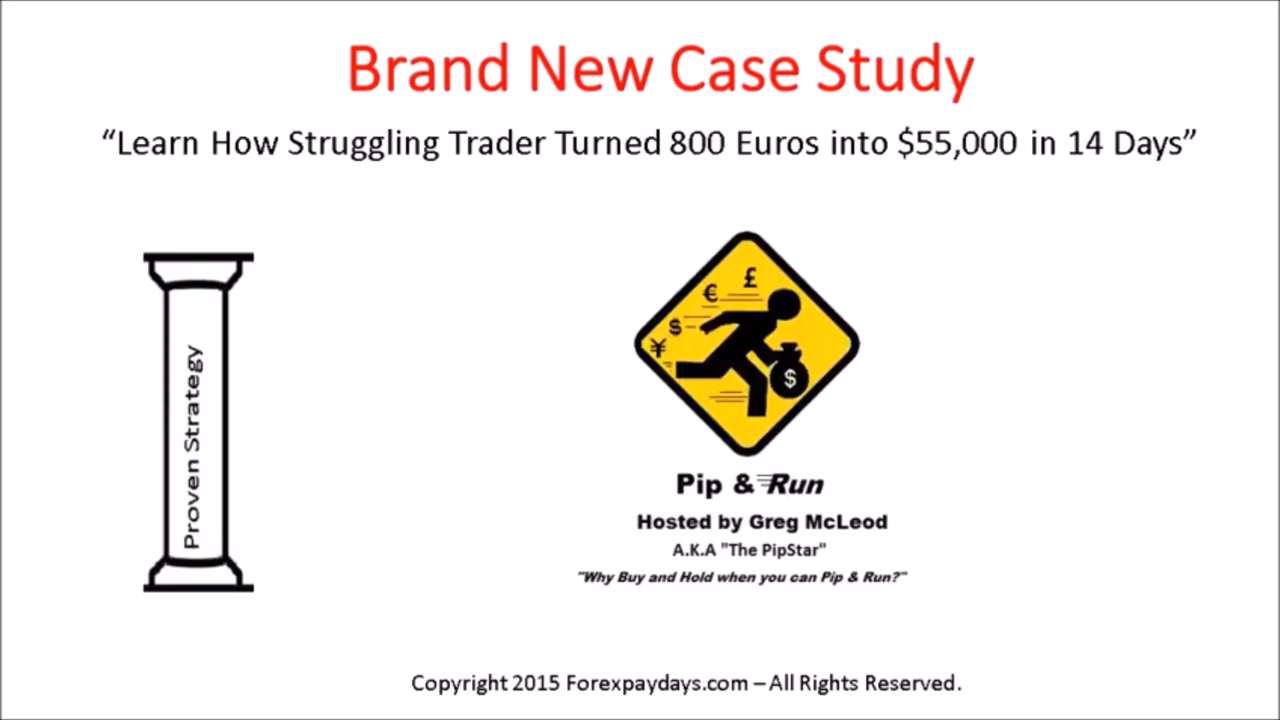 Brand New Case Study
“Learn How Struggling Trader Turned 800 Euros into $55,000 in 14 Days”
Proven Strategy
£
€
$
¥
$
Pip & Run
Hosted by Greg McLeod
A.K.A "The PipStar"
"Why Buy and Hold when you can Pip & Run?"
Copyright 2015 Forexpaydays.com – All Rights Reserved.